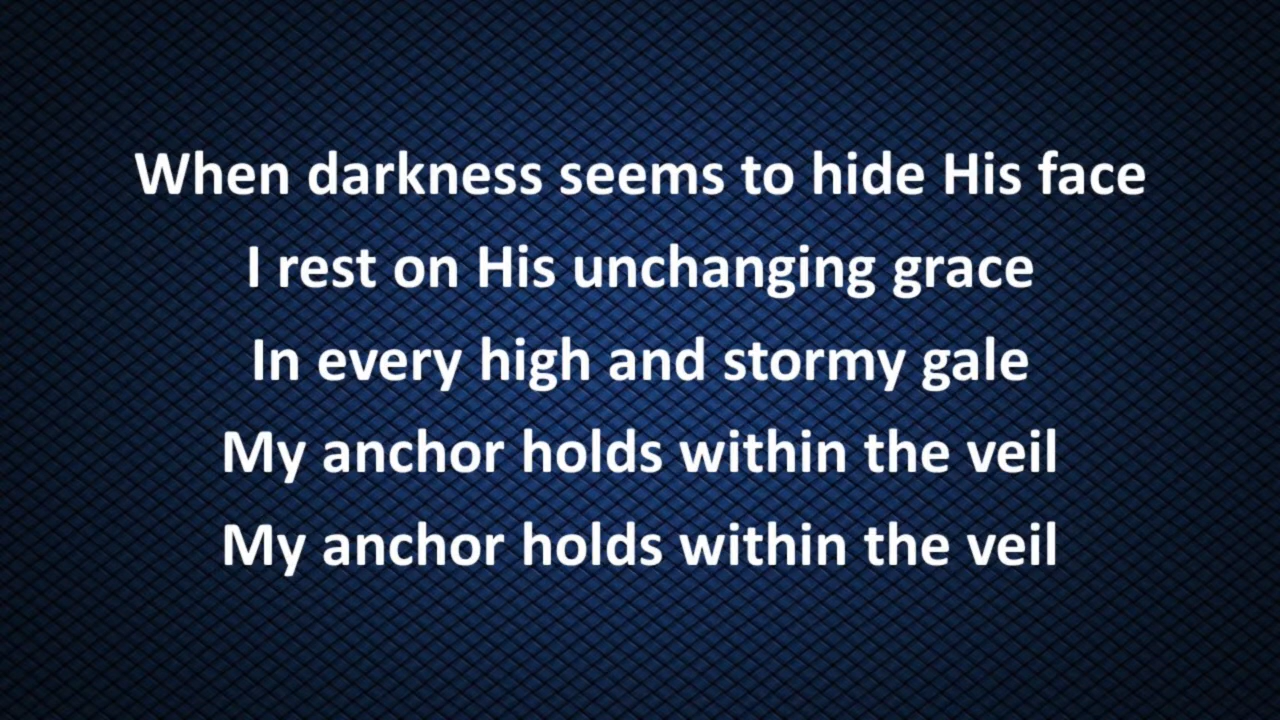 When darkness seems to hide His face
I rest on His unchanging grace
In every high and stormy gale
My anchor holds within the veil
My anchor holds within the veil